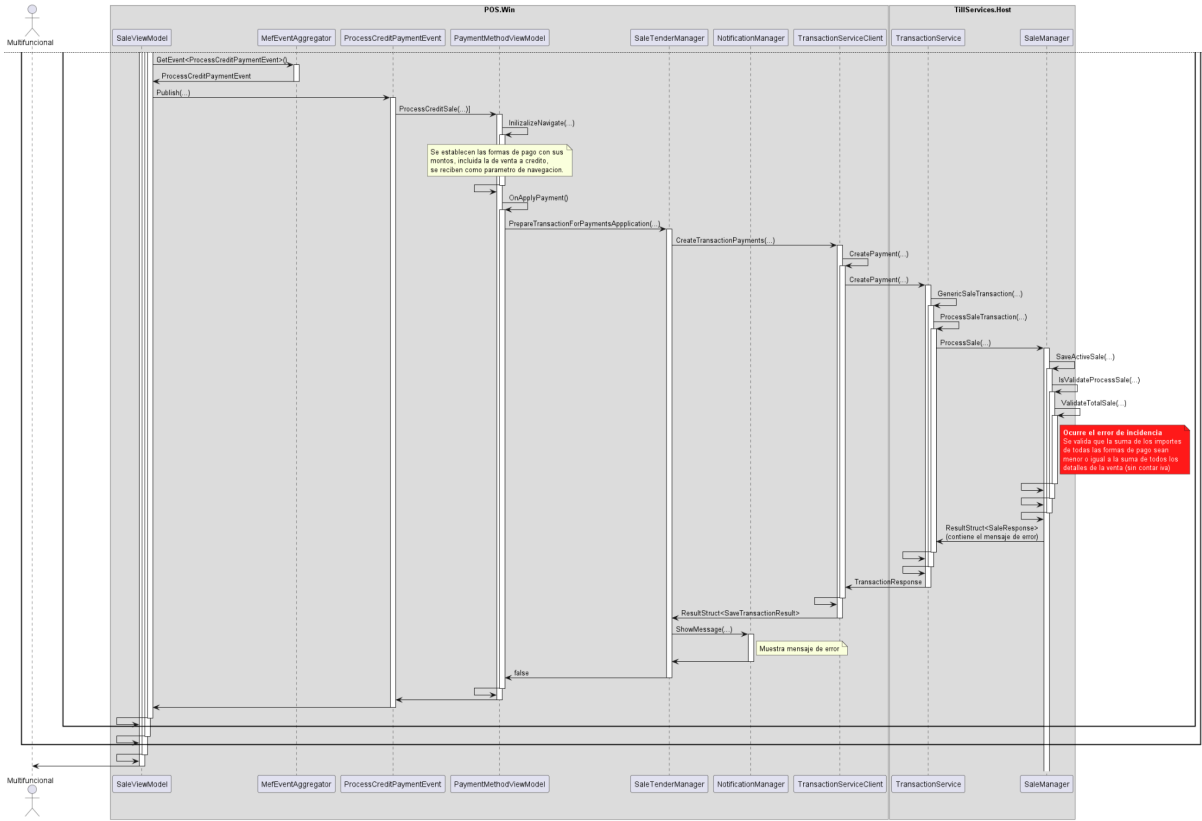 POS.Win
TillServices.Host
Multifuncional
SaleViewModel
MefEventAggregator
ProcessCreditPaymentEvent
PaymentMethodViewModel
SaleTenderManager
NotificationManager
TransactionServiceClient
TransactionService
SaleManager
GetEvent<ProcessCreditPaymentEvent>()
ProcessCreditPaymentEvent
Publish(...)
ProcessCreditSale(...)|
InilizalizeNavigate(...)
Se establecen las formas de pago con sus
montos, incluida la de venta a credito,
se reciben como parametro de navegacion.
OnApplyPayment()
PrepareTransactionForPaymentsAppplication(...)
CreateTransactionPayments(...)
CreatePayment(...)
CreatePayment(...)
GenericSaleTransaction(...)
ProcessSaleTransaction(...)
ProcessSale(...)
SaveActiveSale(...)
IsValidateProcessSale(...)
ValidateTotalSale(...)
Ocurre el error de incidencia
Se valida que la suma de los importes
de todas las formas de pago sean
menor o igual a la suma de todos los
detalles de la venta (sin contar iva)
ResultStruct<SaleResponse>
(contiene el mensaje de error)
TransactionResponse
ResultStruct<SaveTransactionResult>
ShowMessage(...)
Muestra mensaje de error
false
Multifuncional
SaleViewModel
MefEventAggregator
ProcessCreditPaymentEvent
PaymentMethodViewModel
SaleTenderManager
NotificationManager
TransactionServiceClient
TransactionService
SaleManager